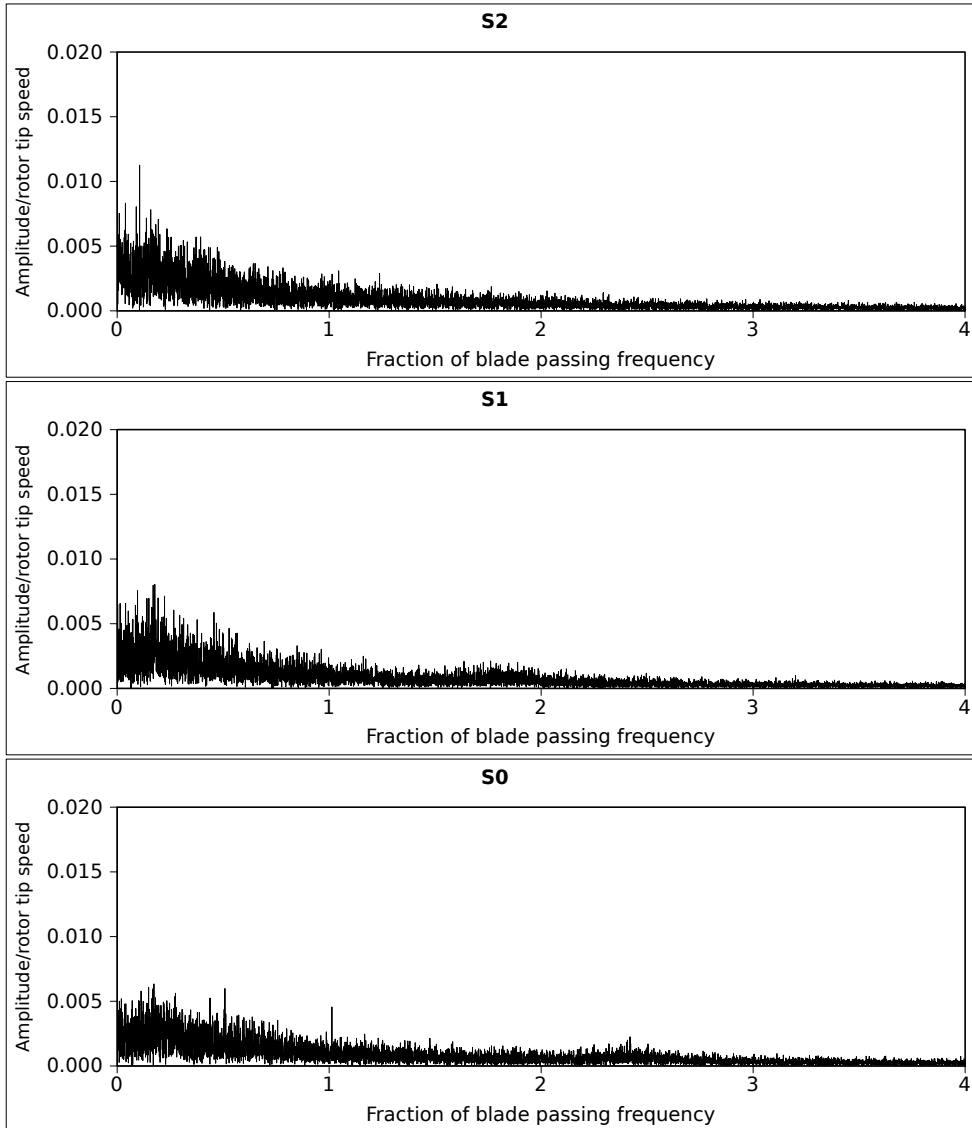 S2
Amplitude/rotor tip speed
0.020
0.015
0.010
0.005
0.000
0 1 2 3 4
Fraction of blade passing frequency
S1
Amplitude/rotor tip speed
0.020
0.015
0.010
0.005
0.000
0 1 2 3 4
Fraction of blade passing frequency
S0
Amplitude/rotor tip speed
0.020
0.015
0.010
0.005
0.000
0 1 2 3 4
Fraction of blade passing frequency